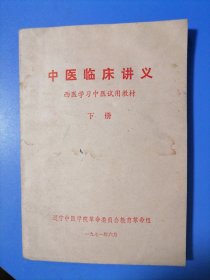 中医临床讲义
西医学习中医试用教材
下册
辽宁中医学院革命委员会教育革命组
一九七一年六月